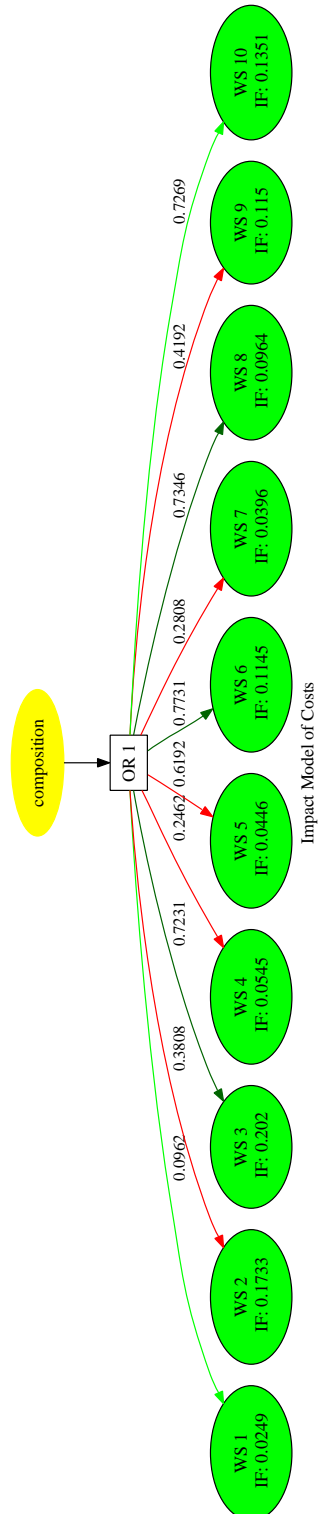 composition
OR 1
0.0962
0.3808
0.7231
0.2462
0.6192
0.7731
0.2808
0.7346
0.4192
0.7269
WS 1
IF: 0.0249
WS 2
IF: 0.1733
WS 3
IF: 0.202
WS 4
IF: 0.0545
WS 5
IF: 0.0446
WS 6
IF: 0.1145
WS 7
IF: 0.0396
WS 8
IF: 0.0964
WS 9
IF: 0.115
WS 10
IF: 0.1351
Impact Model of Costs